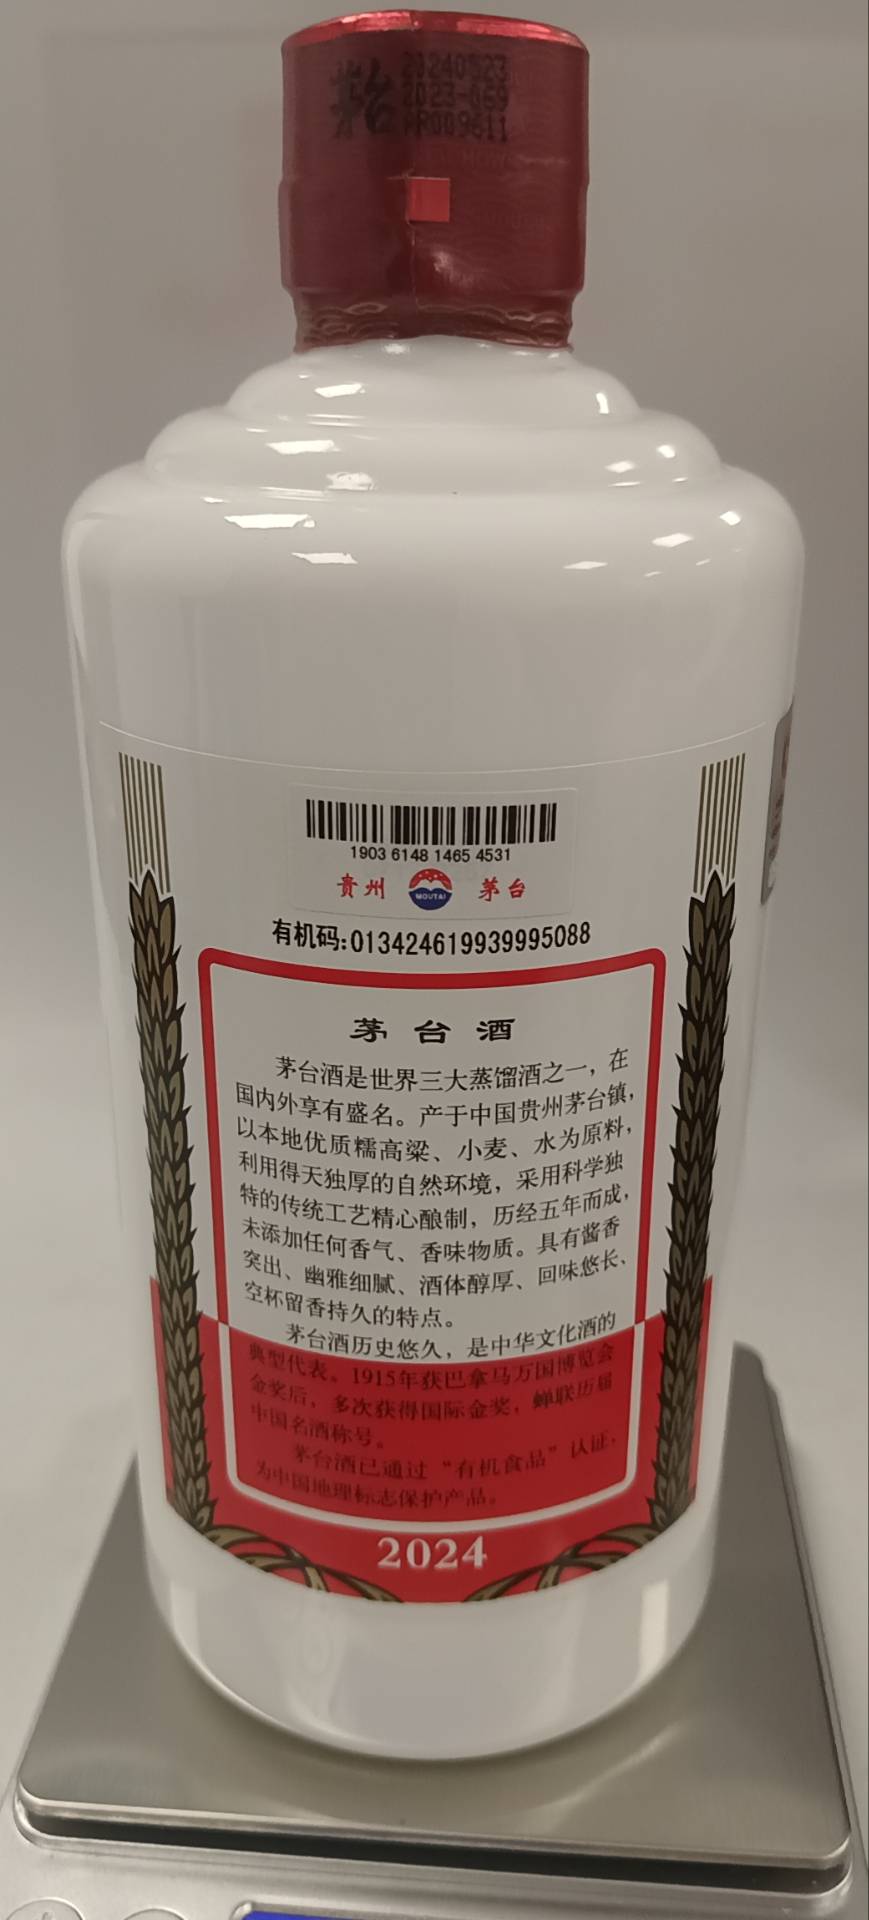 茅台
20240523
2023-059
AR009611
1903 6148 1465 4531
贵州 MOUTAI 茅台
有机码:013424619939995088
茅台酒
茅台酒是世界三大蒸馏酒之一，在
国内外享有盛名。产于中国贵州茅台镇，
以本地优质糯高粱、小麦、水为原料，
利用得天独厚的自然环境，采用科学独
特的传统工艺精心酿制，历经五年而成，
未添加任何香气、香味物质。具有酱香
突出、幽雅细腻、酒体醇厚、回味悠长、
空杯留香持久的特点。
茅台酒历史悠久，是中华文化酒的
典型代表。1915年获巴拿马万国博览会
金奖后，多次获得国际金奖，蝉联历届
中国名酒称号。
茅台酒已通过“有机食品”认证，
为中国地理标志保护产品。
2024